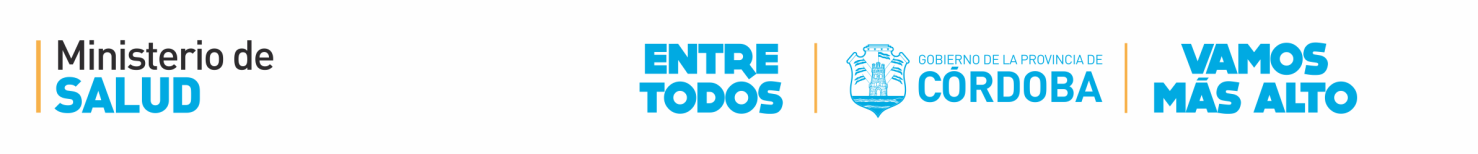 Ministerio de
SALUD
ENTRE
TODOS
GOBIERNO DE LA PROVINCIA DE
CÓRDOBA
VAMOS
MÁS ALTO